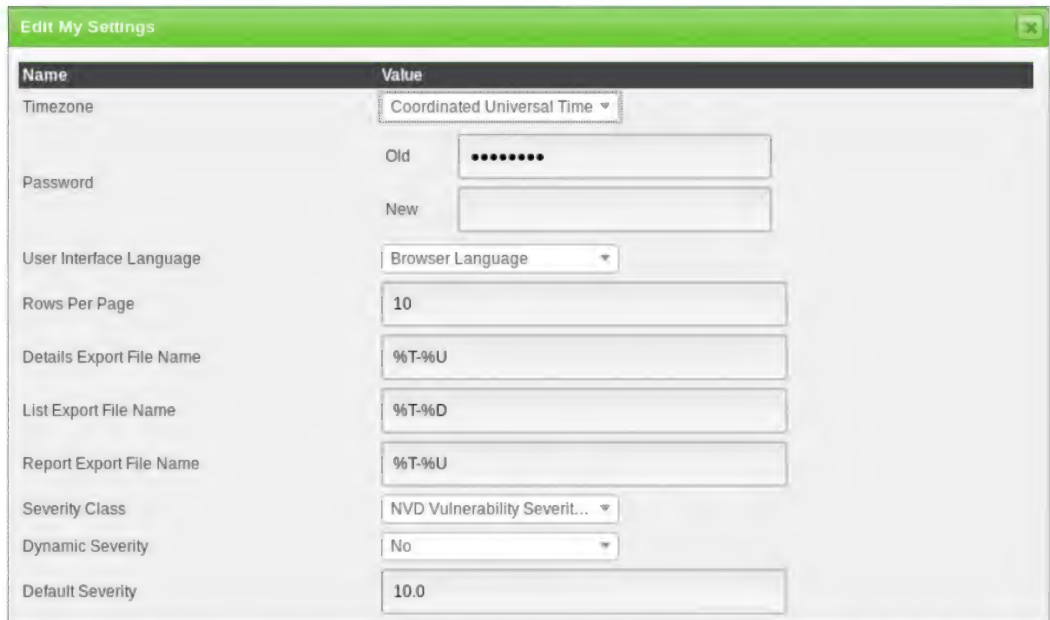 Edit My Settings
Name Value
Timezone Coordinated Universal Time
Old ••••••••
Password
New
User Interface Language Browser Language
Rows Per Page 10
Details Export File Name %T-%U
List Export File Name %T-%D
Report Export File Name %T-%U
Severity Class NVD Vulnerability Severit...
Dynamic Severity No
Default Severity 10.0